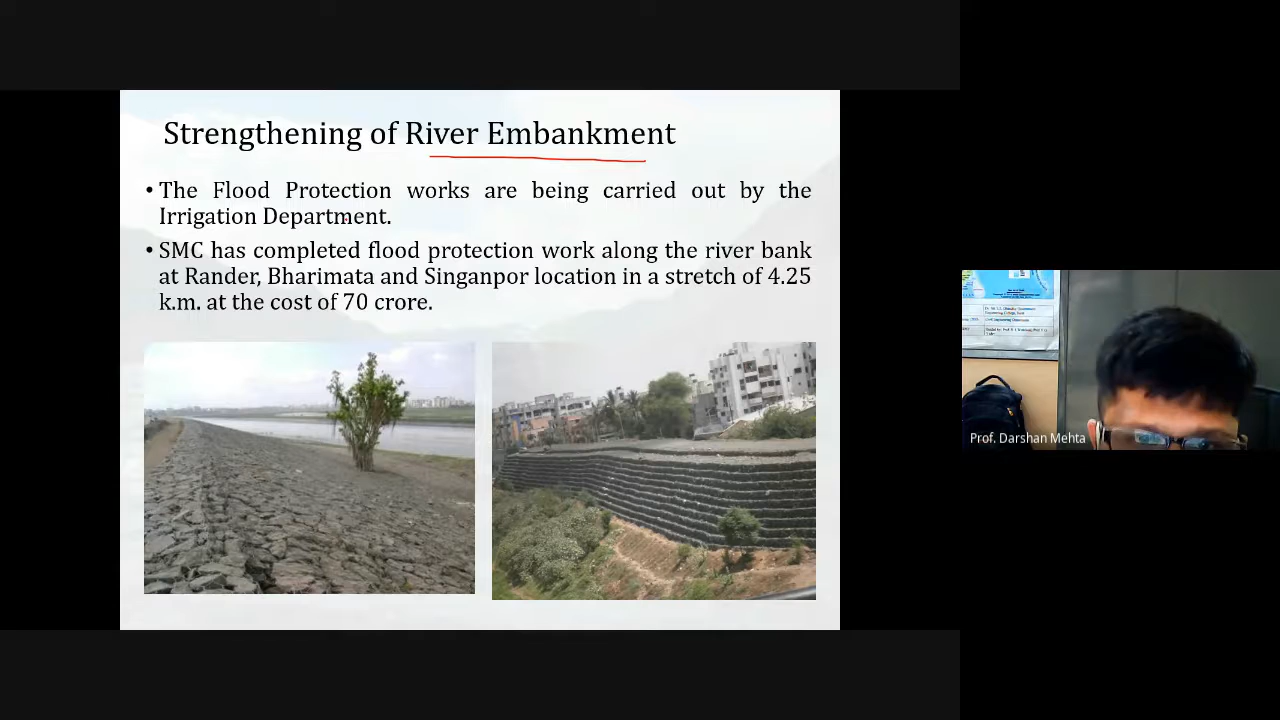 Strengthening of River Embankment
• The Flood Protection works are being carried out by the
Irrigation Department.
• SMC has completed flood protection work along the river bank
at Rander, Bharimata and Singanpor location in a stretch of 4.25
k.m. at the cost of 70 crore.
Prof. Darshan Mehta